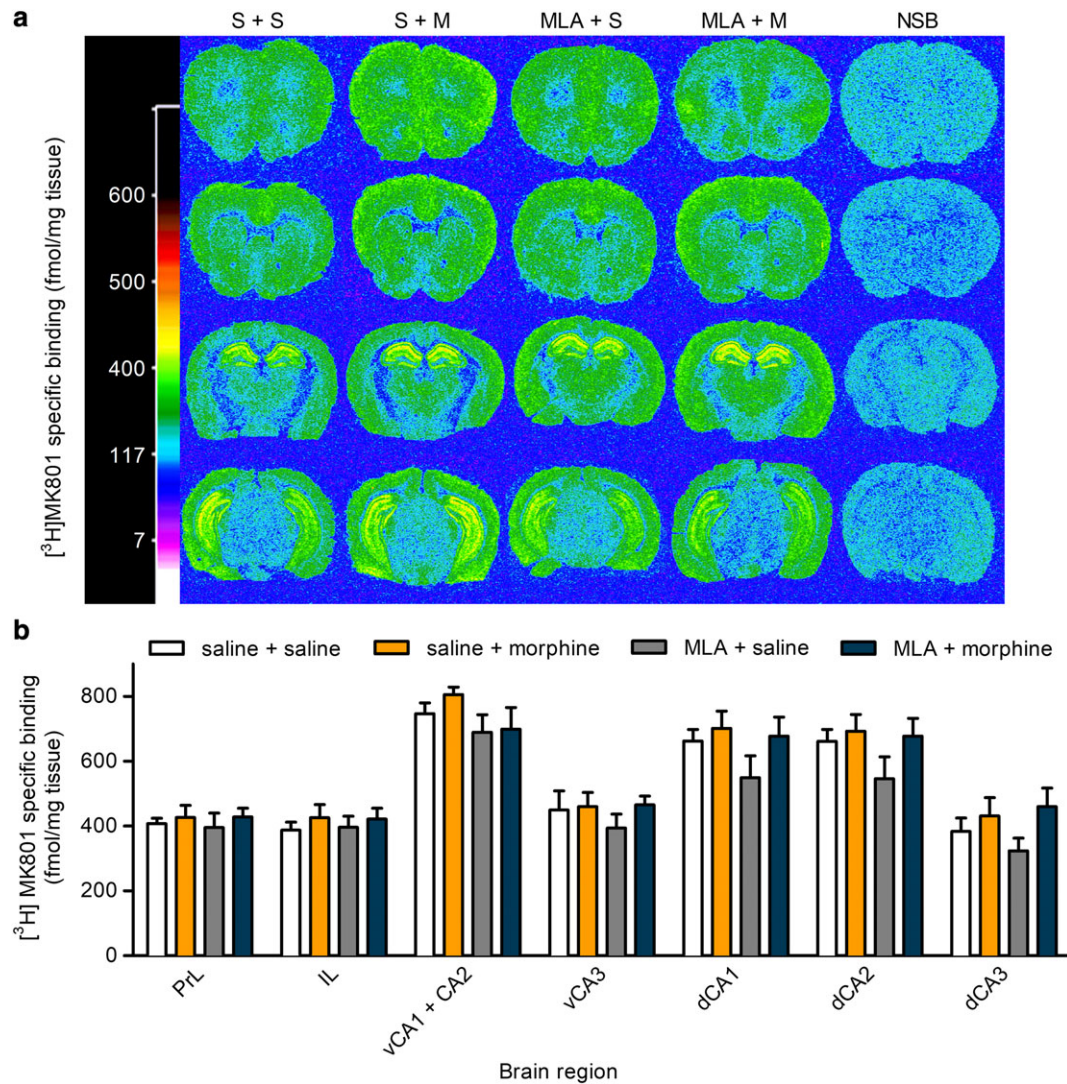 a
S + S
S + M
MLA + S
MLA + M
NSB
[³H]MK801 specific binding (fmol/mg tissue)
600
500
400
117
7
b
saline + saline
saline + morphine
MLA + saline
MLA + morphine
[³H] MK801 specific binding
(fmol/mg tissue)
800
600
400
200
0
PrL
IL
vCA1 + CA2
vCA3
dCA1
dCA2
dCA3
Brain region